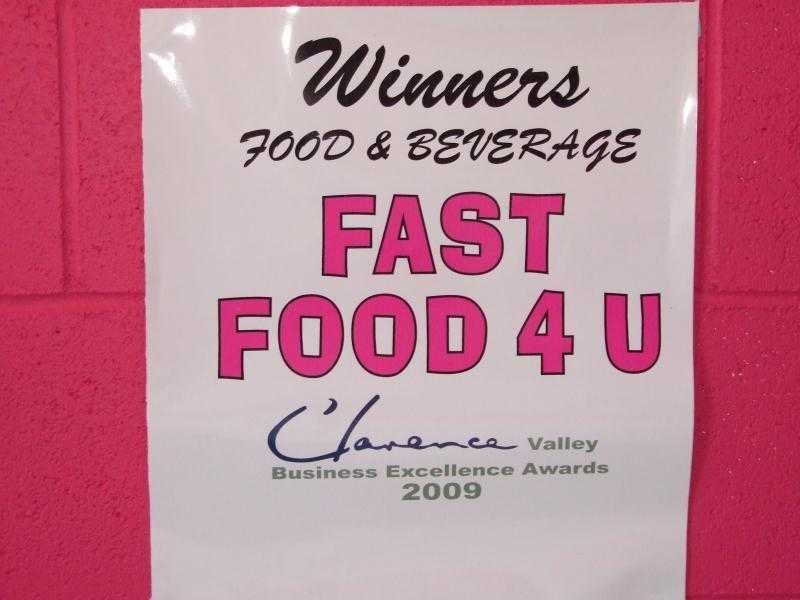 Winners
FOOD & BEVERAGE
FAST
FOOD 4 U
Clarence Valley
Business Excellence Awards
2009